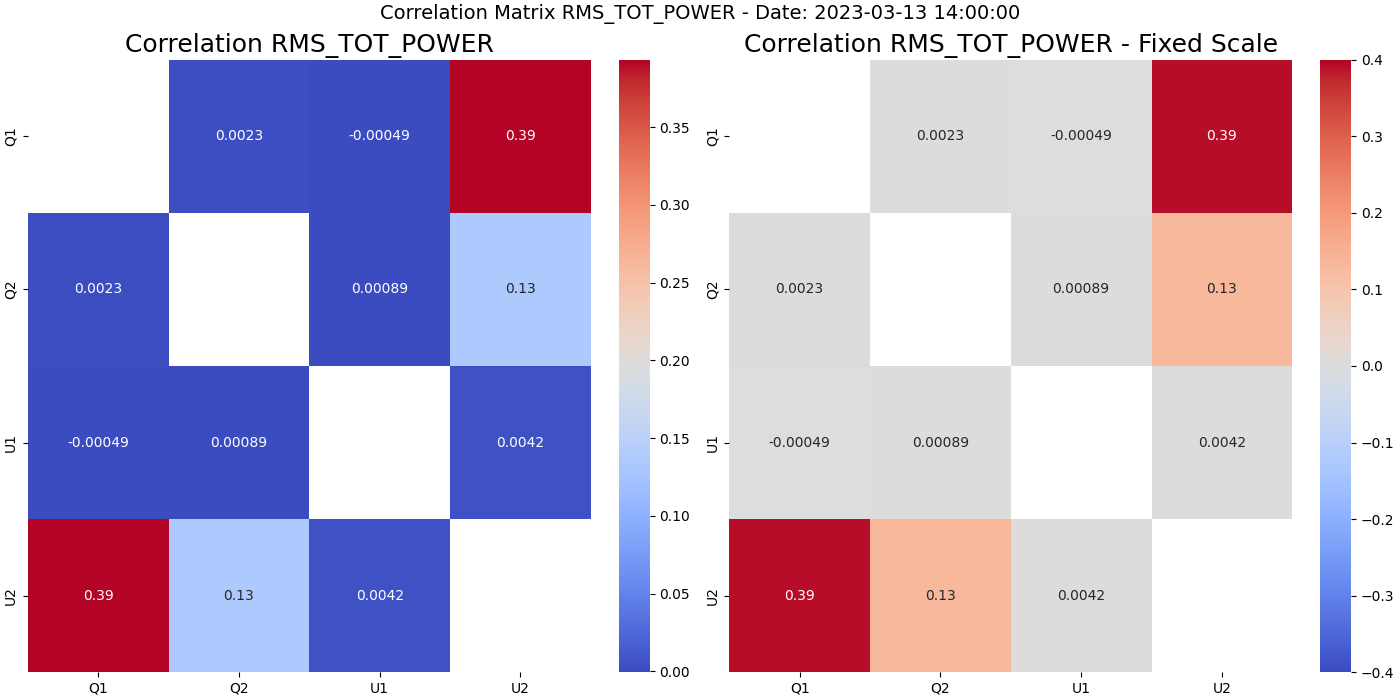 Correlation Matrix RMS_TOT_POWER - Date: 2023-03-13 14:00:00
Correlation RMS_TOT_POWER
Q1
0.0023
-0.00049
0.39
Q2
0.0023
0.00089
0.13
U1
-0.00049
0.00089
0.0042
U2
0.39
0.13
0.0042
Q1
Q2
U1
U2
0.35
0.30
0.25
0.20
0.15
0.10
0.05
0.00
Correlation RMS_TOT_POWER - Fixed Scale
Q1
0.0023
-0.00049
0.39
Q2
0.0023
0.00089
0.13
U1
-0.00049
0.00089
0.0042
U2
0.39
0.13
0.0042
Q1
Q2
U1
U2
0.4
0.3
0.2
0.1
0.0
−0.1
−0.2
−0.3
−0.4